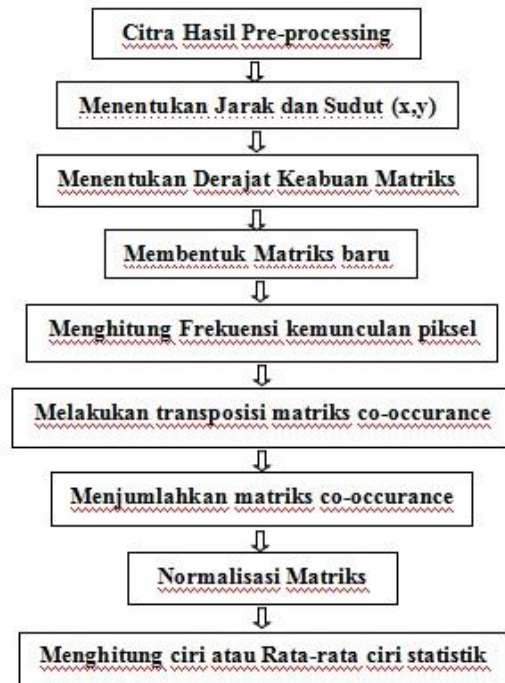 Citra Hasil Pre-processing
Menentukan Jarak dan Sudut (x,y)
Menentukan Derajat Keabuan Matriks
Membentuk Matriks baru
Menghitung Frekuensi kemunculan piksel
Melakukan transposisi matriks co-occurance
Menjumlahkan matriks co-occurance
Normalisasi Matriks
Menghitung ciri atau Rata-rata ciri statistik